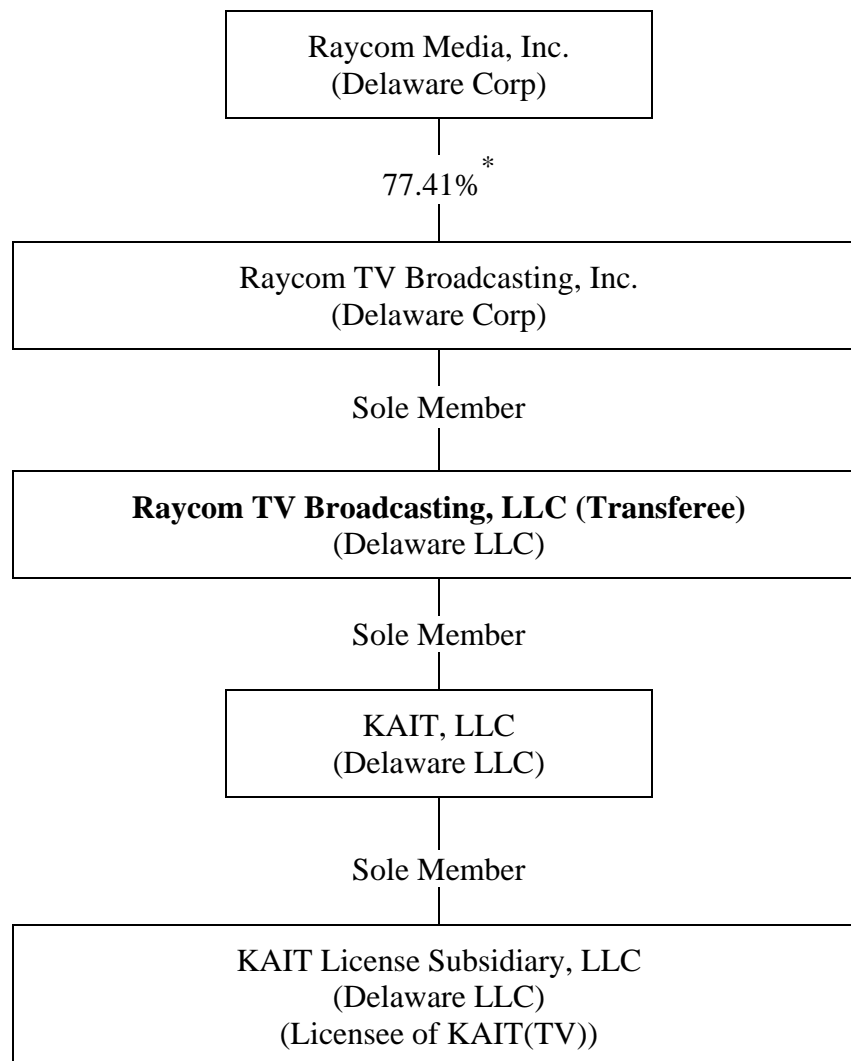 Raycom Media, Inc.
(Delaware Corp)
77.41%*
Raycom TV Broadcasting, Inc.
(Delaware Corp)
Sole Member
Raycom TV Broadcasting, LLC (Transferee)
(Delaware LLC)
Sole Member
KAIT, LLC
(Delaware LLC)
Sole Member
KAIT License Subsidiary, LLC
(Delaware LLC)
(Licensee of KAIT(TV))